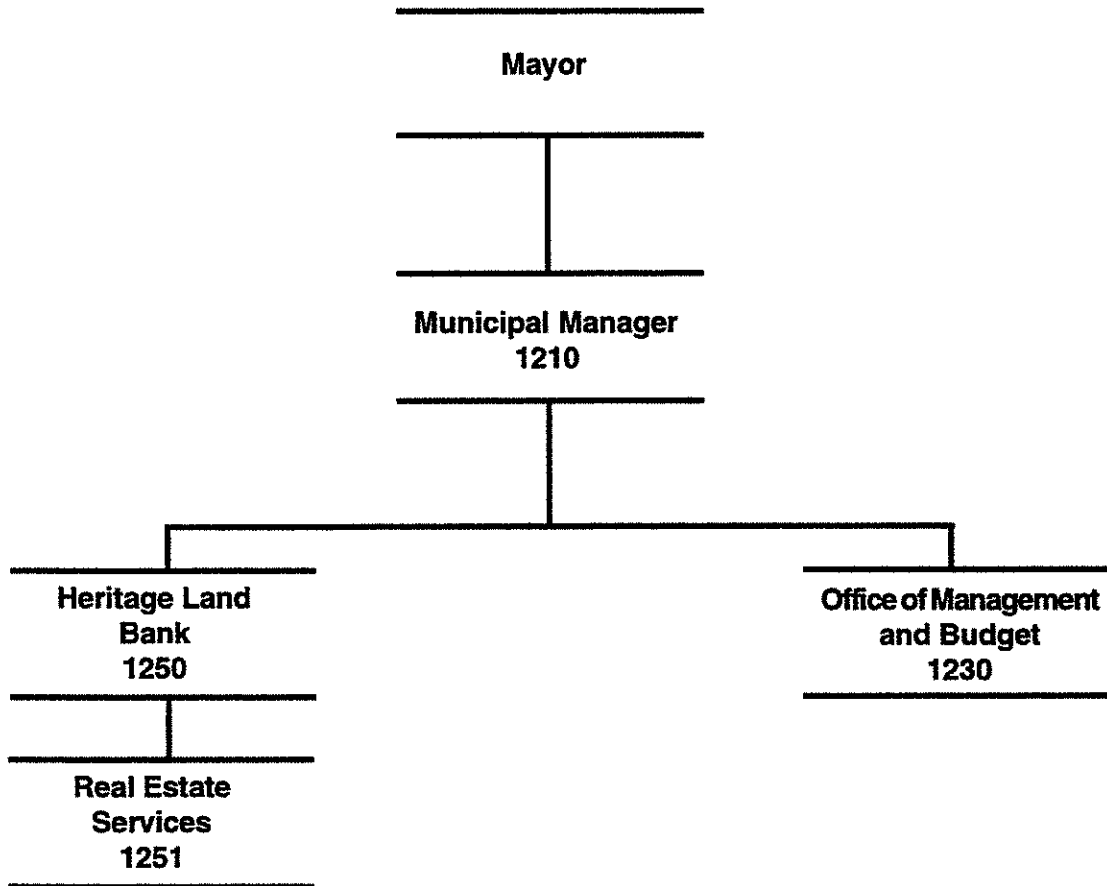 Mayor
Municipal Manager
1210
Heritage Land
Bank
1250
Office of Management
and Budget
1230
Real Estate
Services
1251